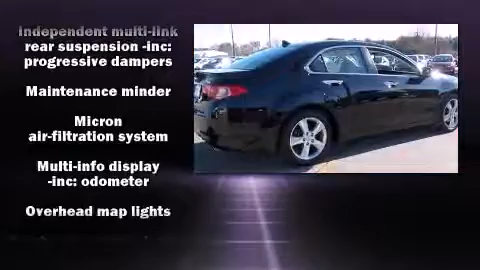 Independent multi-link
rear suspension -inc:
progressive dampers
Maintenance minder
Micron
air-filtration system
Multi-info display
-inc: odometer
Overhead map lights